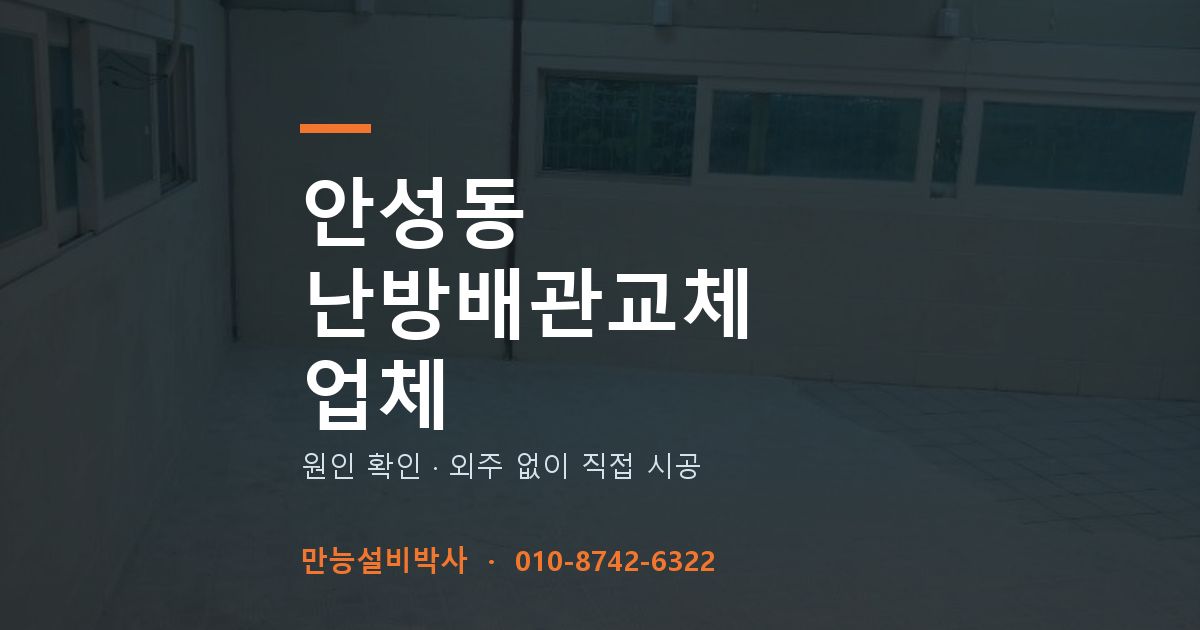 안성동
난방배관교체
업체
원인 확인 · 외주 없이 직접 시공
만능설비박사 · 010-8742-6322